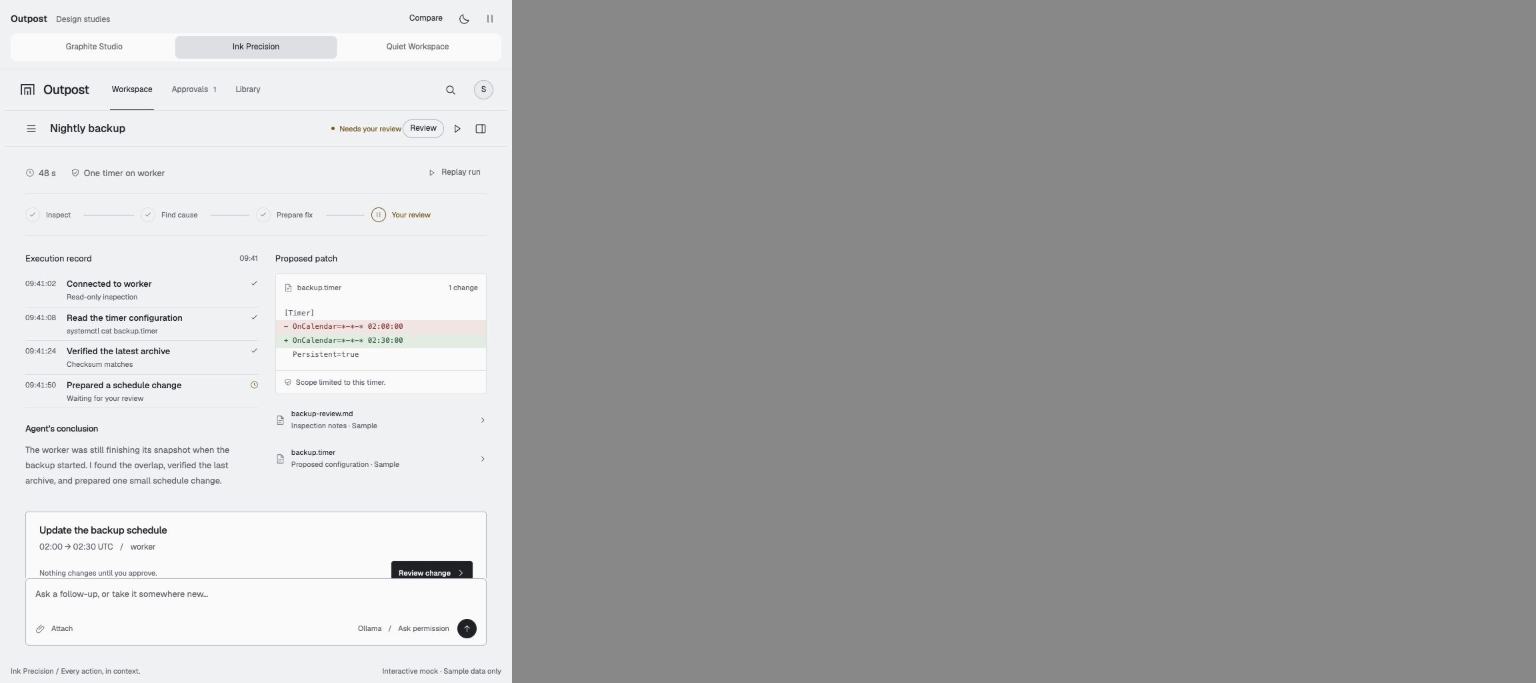 Outpost Design studies Compare
Graphite Studio Ink Precision Quiet Workspace
Outpost Workspace Approvals 1 Library S
Nightly backup Needs your review Review
48 s One timer on worker Replay run
Inspect Find cause Prepare fix Your review
Execution record 09:41
09:41:02 Connected to worker
Read-only inspection
09:41:08 Read the timer configuration
systemctl cat backup.timer
09:41:24 Verified the latest archive
Checksum matches
09:41:50 Prepared a schedule change
Waiting for your review
Agent's conclusion
The worker was still finishing its snapshot when the
backup started. I found the overlap, verified the last
archive, and prepared one small schedule change.
Proposed patch
backup.timer 1 change
[Timer]
- OnCalendar=*-*-* 02:00:00
+ OnCalendar=*-*-* 02:30:00
Persistent=true
Scope limited to this timer.
backup-review.md
Inspection notes · Sample
backup.timer
Proposed configuration · Sample
Update the backup schedule
02:00 → 02:30 UTC / worker
Nothing changes until you approve. Review change
Ask a follow-up, or take it somewhere new…
Attach Ollama / Ask permission
Ink Precision / Every action, in context. Interactive mock · Sample data only